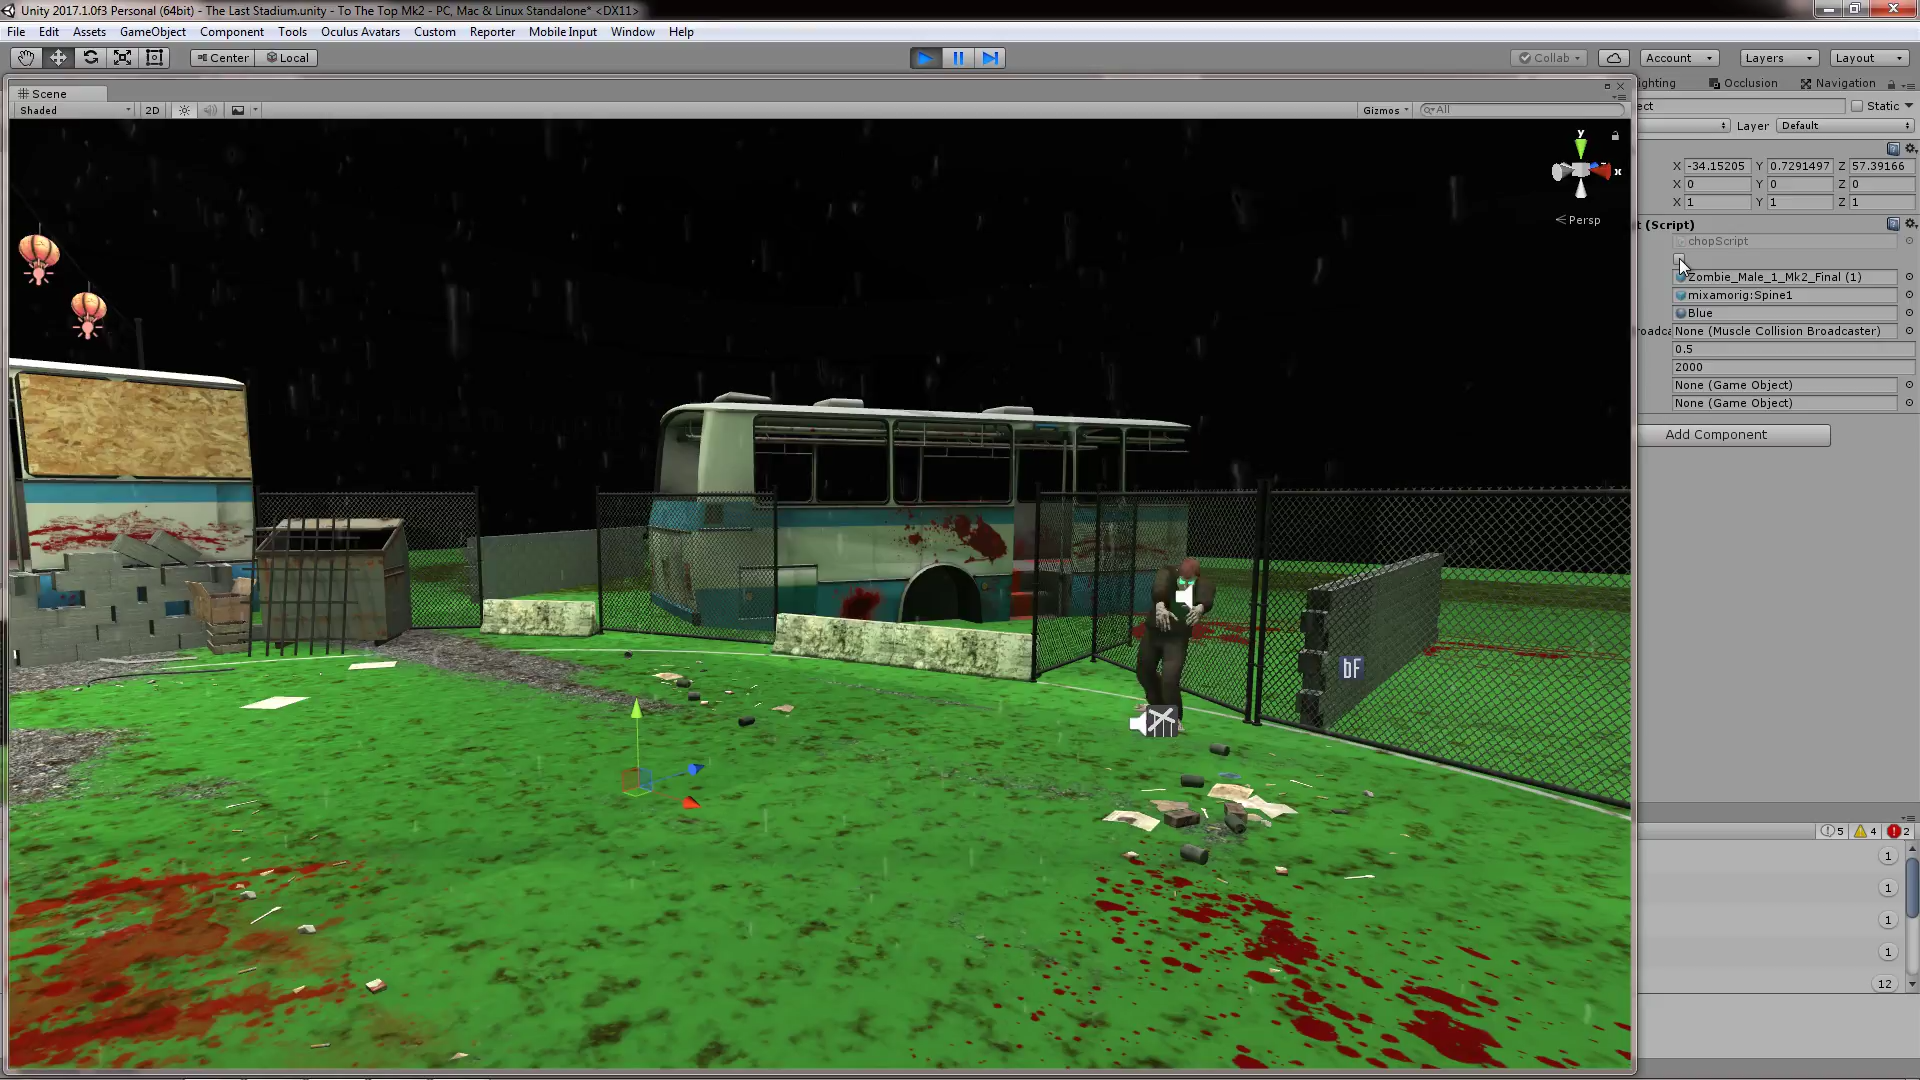 Unity 2017.1.0f3 Personal (64bit) - The Last Stadium.unity - To The Top Mk2 - PC, Mac & Linux Standalone* <DX11>
File Edit Assets GameObject Component Tools Oculus Avatars Custom Reporter Mobile Input Window Help
Center Local Collab Account Layers Layout
Scene ighting Occlusion Navigation
Shaded 2D Gizmos All
ect Static
Layer Default
X -34.15205 Y 0.7291497 Z 57.39166
X 0 Y 0 Z 0
X 1 Y 1 Z 1
y
x
Persp
t (Script)
chopScript
Zombie_Male_1_Mk2_Final (1)
mixamorig:Spine1
Blue
roadca None (Muscle Collision Broadcaster)
0.5
2000
None (Game Object)
None (Game Object)
Add Component
bF
5 4 2
1
1
1
1
12